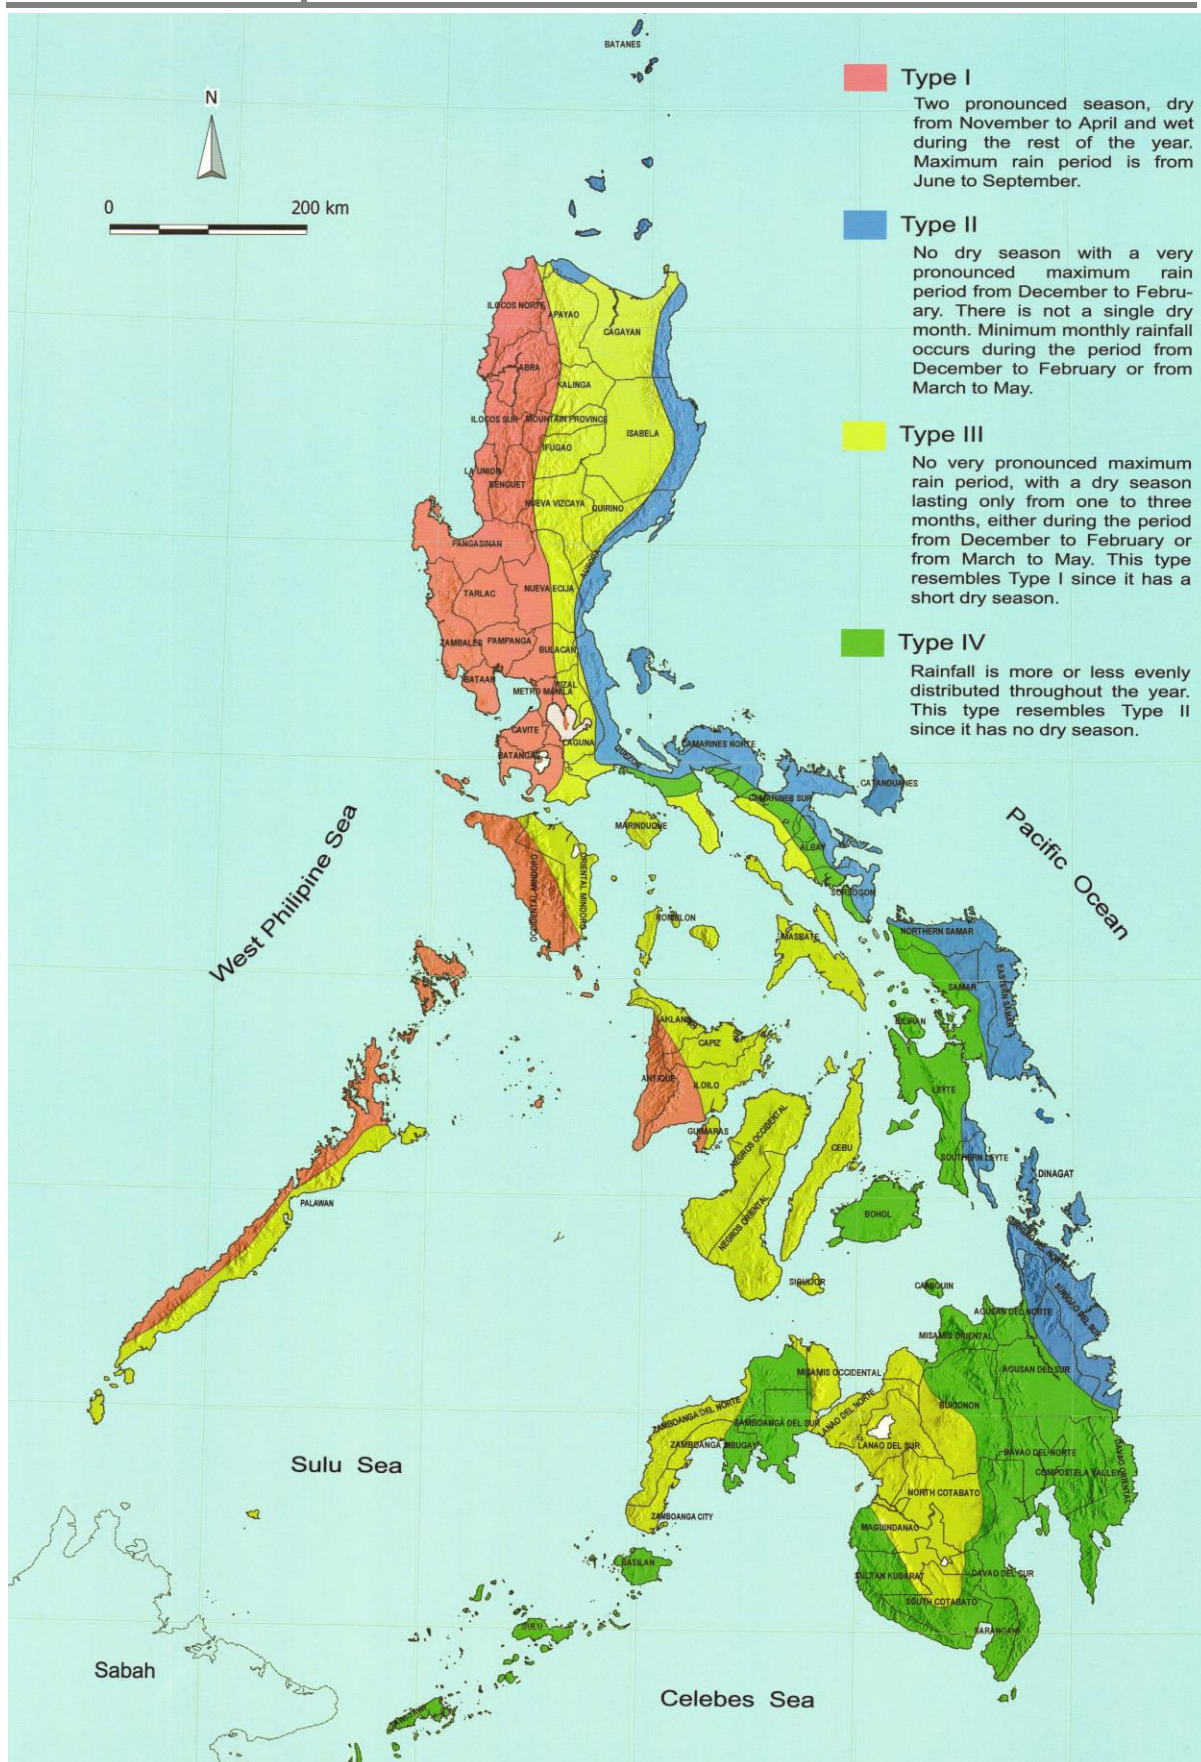 BATANES
N
0 200 km
Type I
Two pronounced season, dry
from November to April and wet
during the rest of the year.
Maximum rain period is from
June to September.
Type II
No dry season with a very
pronounced maximum rain
period from December to Febru-
ary. There is not a single dry
month. Minimum monthly rainfall
occurs during the period from
December to February or from
March to May.
Type III
No very pronounced maximum
rain period, with a dry season
lasting only from one to three
months, either during the period
from December to February or
from March to May. This type
resembles Type I since it has a
short dry season.
Type IV
Rainfall is more or less evenly
distributed throughout the year.
This type resembles Type II
since it has no dry season.
ILOCOS NORTE
APAYAO
CAGAYAN
ABRA
KALINGA
ILOCOS SUR
MOUNTAIN PROVINCE
ISABELA
IFUGAO
LA UNION
BENGUET
NUEVA VIZCAYA
QUIRINO
PANGASINAN
AURORA
TARLAC
NUEVA ECIJA
ZAMBALES
PAMPANGA
BULACAN
BATAAN
RIZAL
METRO MANILA
CAVITE
LAGUNA
BATANGAS
QUEZON
CAMARINES NORTE
CATANDUANES
CAMARINES SUR
MARINDUQUE
ALBAY
SORSOGON
OCCIDENTAL MINDORO
ORIENTAL MINDORO
ROMBLON
MASBATE
NORTHERN SAMAR
SAMAR
EASTERN SAMAR
West Philipine Sea
Pacific Ocean
AKLAN
CAPIZ
BILIRAN
ANTIQUE
ILOILO
LEYTE
GUIMARAS
NEGROS OCCIDENTAL
CEBU
SOUTHERN LEYTE
DINAGAT
PALAWAN
BOHOL
NEGROS ORIENTAL
SURIGAO DEL NORTE
SIQUIJOR
CAMIGUIN
SURIGAO DEL SUR
AGUSAN DEL NORTE
MISAMIS ORIENTAL
MISAMIS OCCIDENTAL
AGUSAN DEL SUR
ZAMBOANGA DEL NORTE
LANAO DEL NORTE
BUKIDNON
ZAMBOANGA DEL SUR
ZAMBOANGA SIBUGAY
LANAO DEL SUR
DAVAO DEL NORTE
COMPOSTELA VALLEY
DAVAO ORIENTAL
Sulu Sea
NORTH COTABATO
ZAMBOANGA CITY
MAGUINDANAO
BASILAN
SULTAN KUDARAT
DAVAO DEL SUR
SOUTH COTABATO
SULU
SARANGANI
Sabah
TAWI-TAWI
Celebes Sea